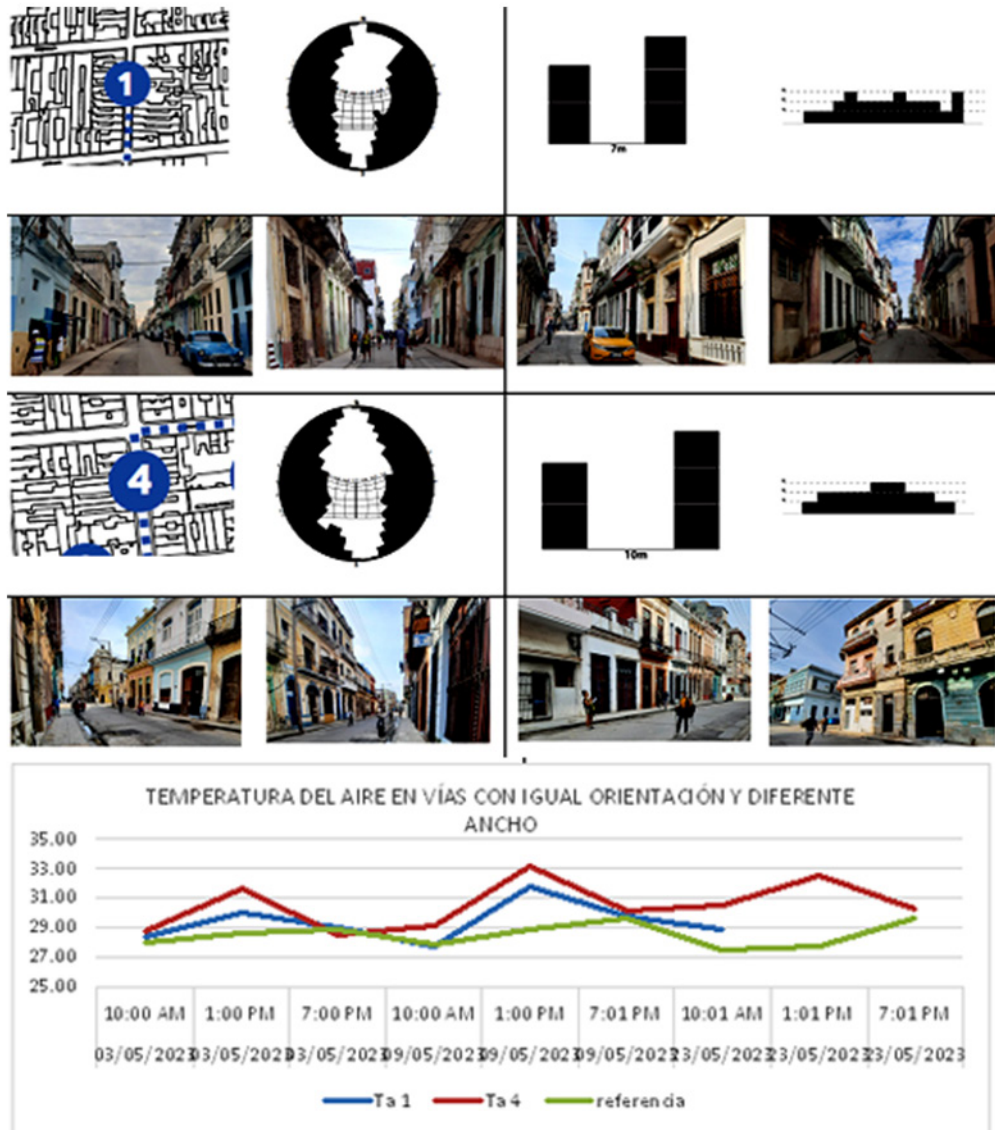 1
7m
4
10m
TEMPERATURA DEL AIRE EN VÍAS CON IGUAL ORIENTACIÓN Y DIFERENTE
ANCHO
35.00
33.00
31.00
29.00
27.00
25.00
10:00 AM 1:00 PM 7:00 PM 10:00 AM 1:00 PM 7:01 PM 10:01 AM 1:01 PM 7:01 PM
03/05/2023 03/05/2023 03/05/2023 09/05/2023 09/05/2023 09/05/2023 23/05/2023 23/05/2023 23/05/2023
Ta 1 Ta 4 referencia